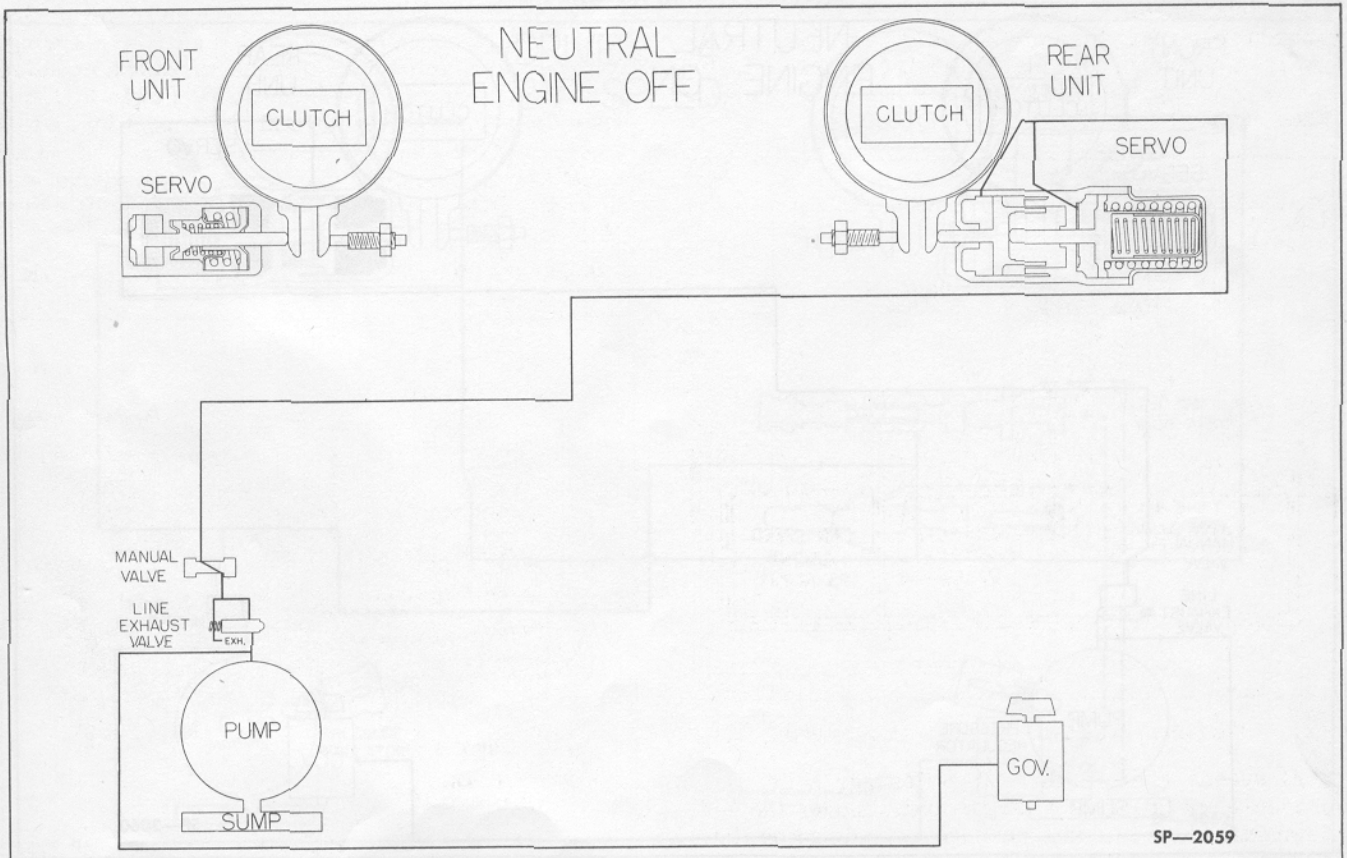 NEUTRAL
ENGINE OFF
FRONT
UNIT
CLUTCH
SERVO
REAR
UNIT
CLUTCH
SERVO
MANUAL
VALVE
LINE
EXHAUST
VALVE
EXH.
PUMP
SUMP
GOV.
SP—2059